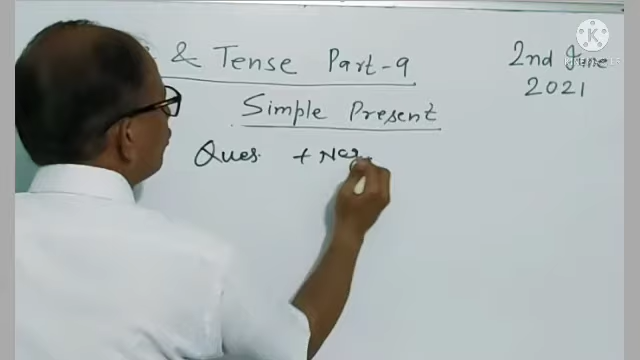 & Tense Part-9
2nd June
2021
Simple Present
Ques. + Neg